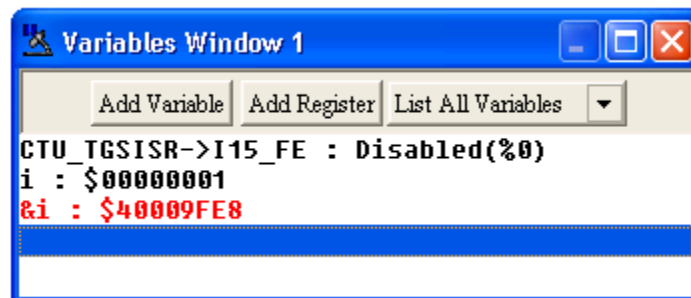 Variables Window 1
Add Variable Add Register List All Variables
CTU_TGSISR->I15_FE : Disabled(%0)
i : $00000001
&i : $40009FE8